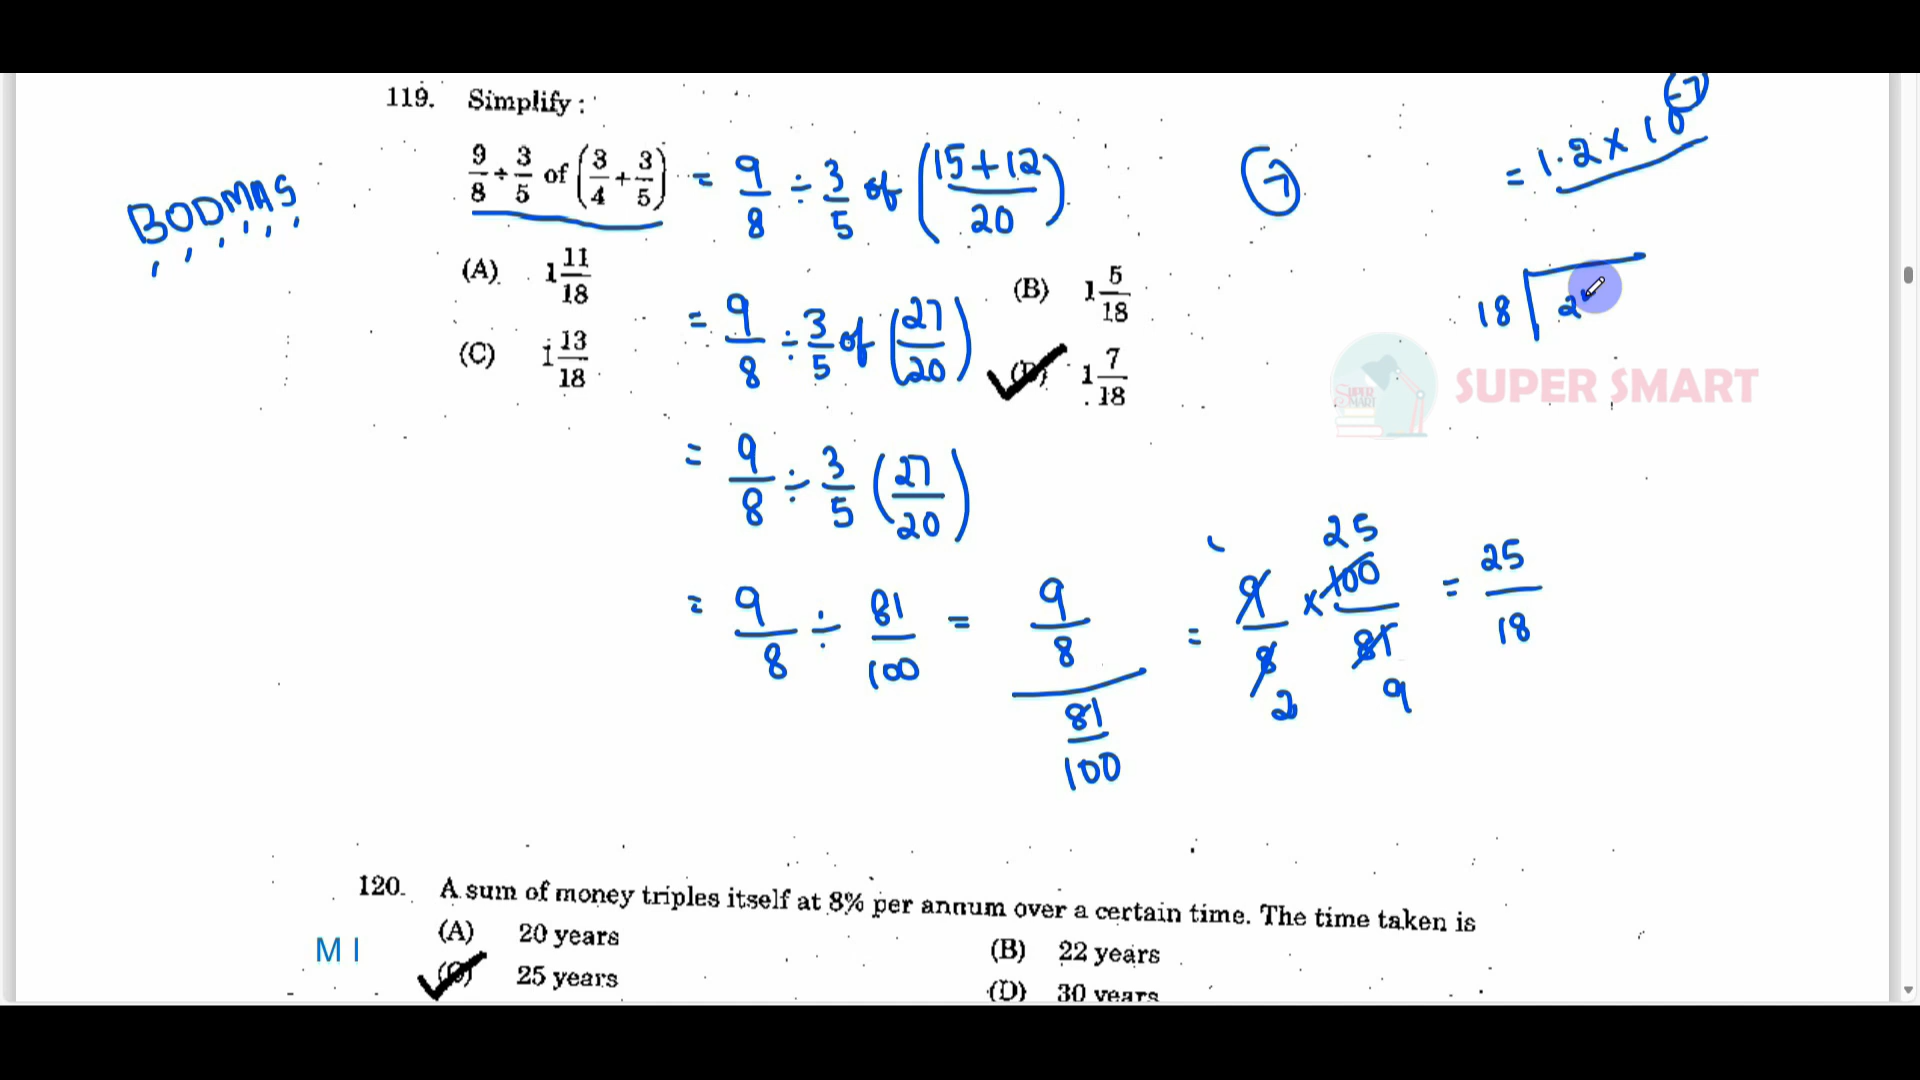 119. Simplify :
9/8 ÷ 3/5 of (3/4 + 3/5) = 9/8 ÷ 3/5 of (15+12/20)
BODMAS
7
= 1.2 × 10^-7
(A) 1 11/18
(B) 1 5/18
= 9/8 ÷ 3/5 of (27/20)
18
(C) 1 13/18
(D) 1 7/18
SUPER SMART
SUPER SMART
= 9/8 ÷ 3/5 (27/20)
= 9/8 ÷ 81/100 = 9/8 / 81/100 = 9/8 × 100/81 = 25/18
25
2 9
120. A sum of money triples itself at 8% per annum over a certain time. The time taken is
(A) 20 years
(B) 22 years
M I
(C) 25 years
(D) 30 years